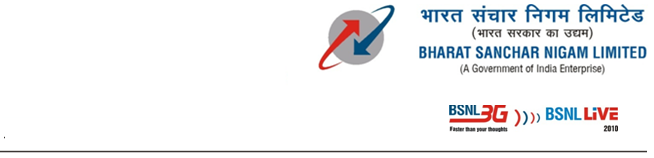 भारत संचार निगम लिमिटेड
(भारत सरकार का उद्यम)
BHARAT SANCHAR NIGAM LIMITED
(A Government of India Enterprise)
BSNL 3G BSNL LIVE
Faster than your thoughts 2010